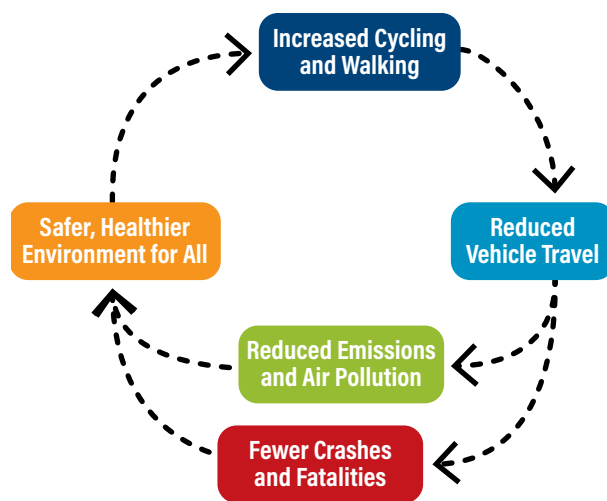 Increased Cycling
and Walking
Safer, Healthier
Environment for All
Reduced
Vehicle Travel
Reduced Emissions
and Air Pollution
Fewer Crashes
and Fatalities